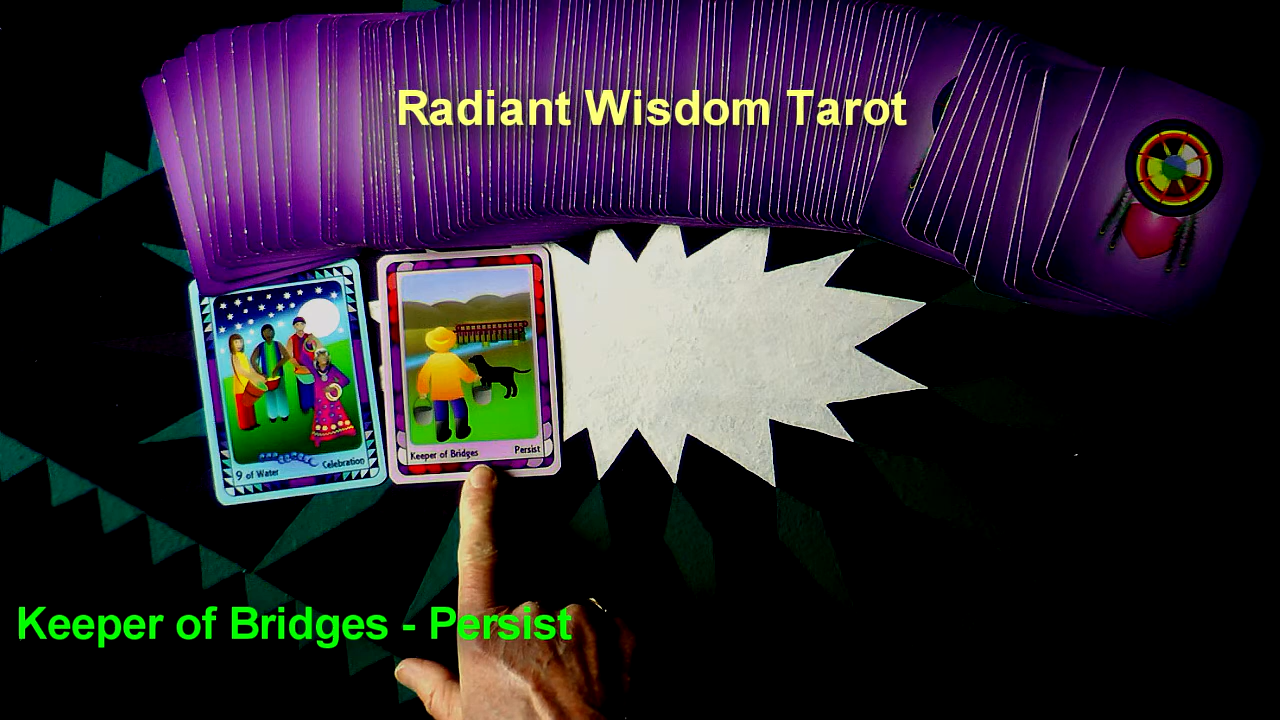 Radiant Wisdom Tarot
9 of Water
Celebration
Keeper of Bridges
Persist
Keeper of Bridges - Persist